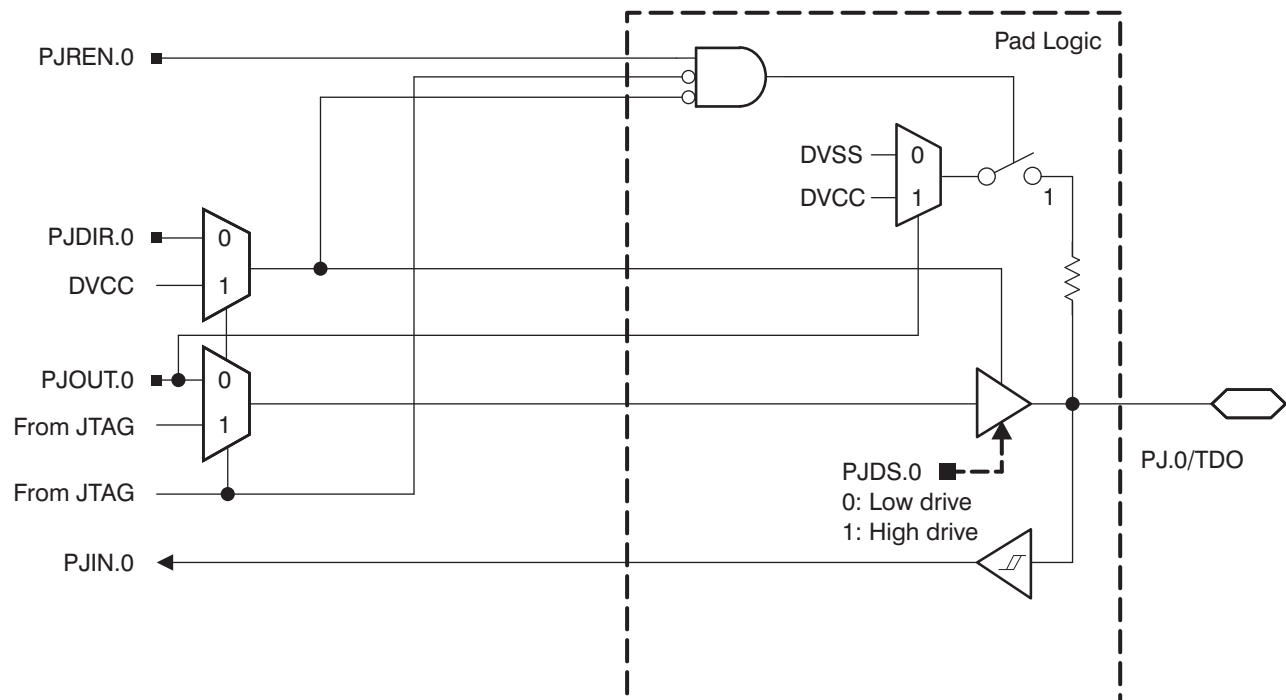 Pad Logic
PJREN.0
DVSS
0
DVCC
1
1
PJDIR.0
0
DVCC
1
PJOUT.0
0
From JTAG
1
PJDS.0
0: Low drive
1: High drive
PJ.0/TDO
From JTAG
PJIN.0